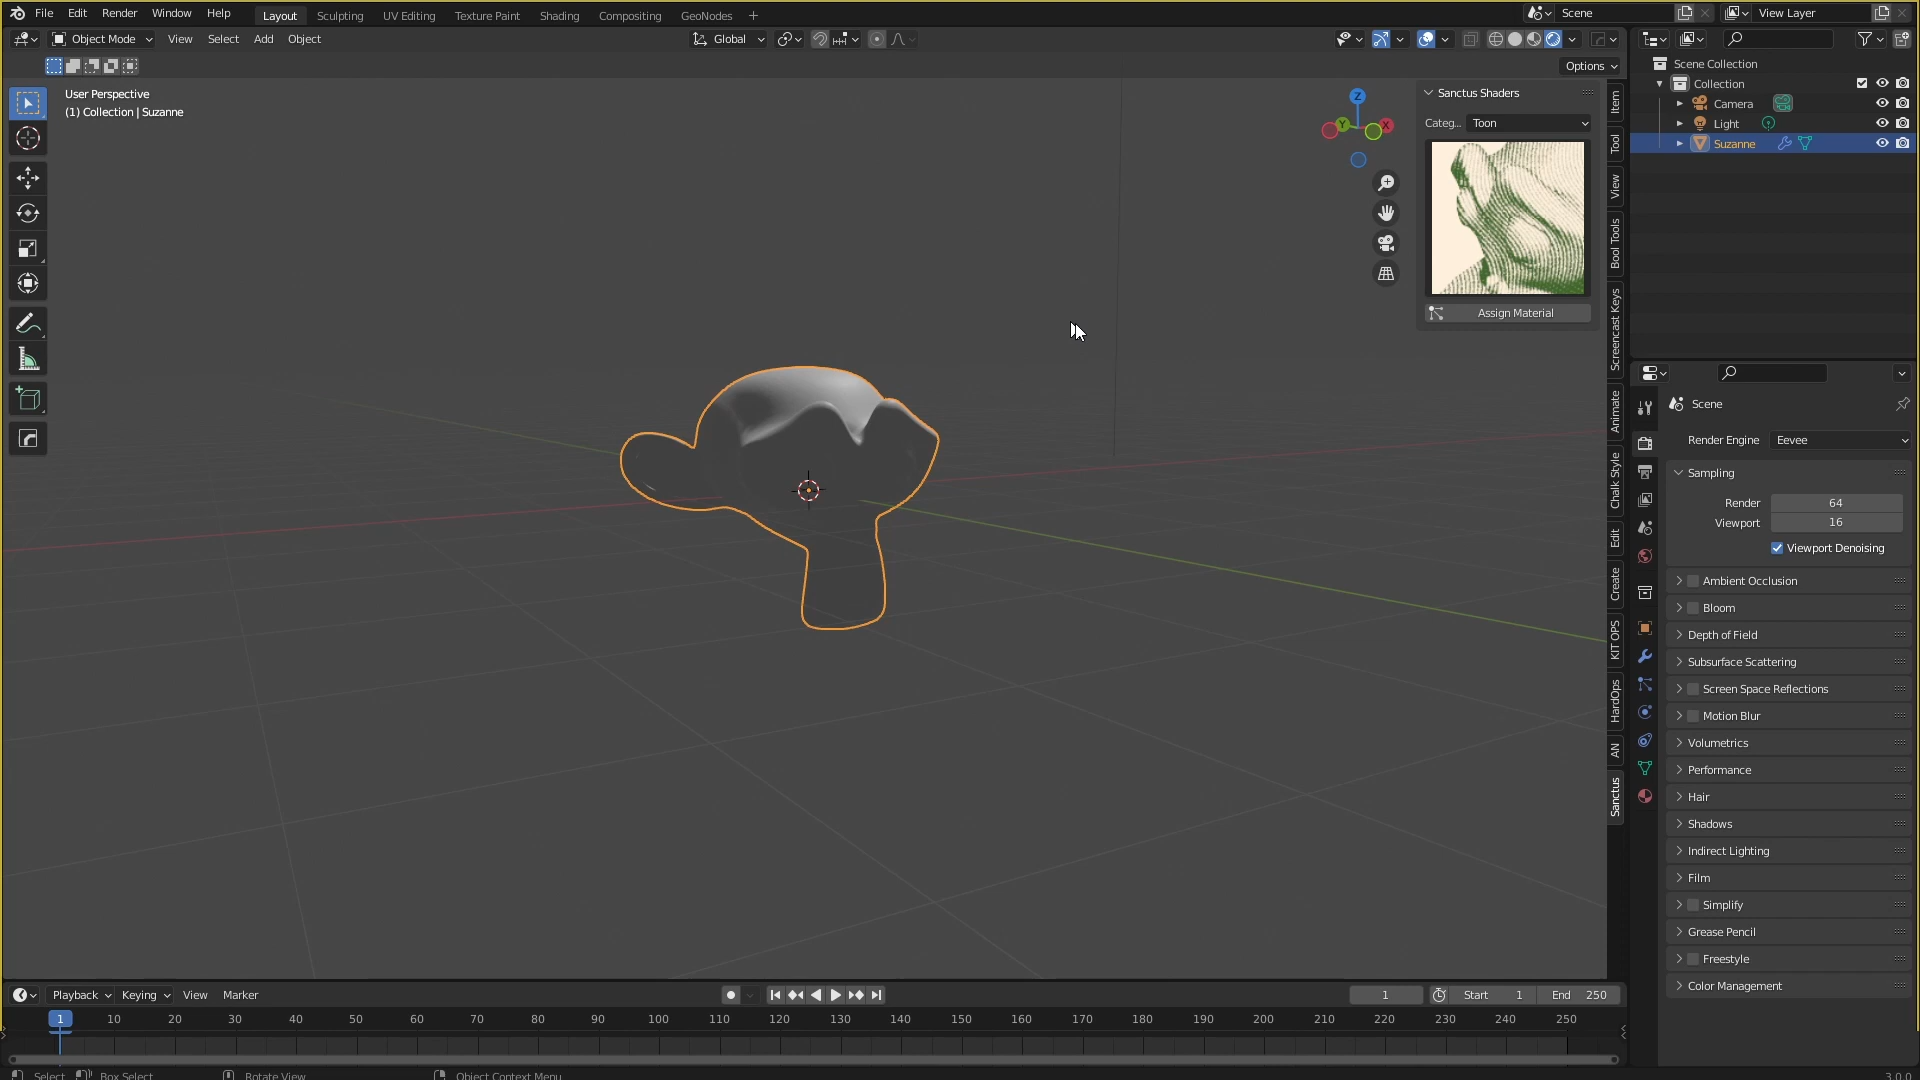 File Edit Render Window Help Layout Sculpting UV Editing Texture Paint Shading Compositing GeoNodes + Scene View Layer
Object Mode View Select Add Object Global
Options
User Perspective
(1) Collection | Suzanne
Z
Y
X
Sanctus Shaders
Categ... Toon
Assign Material
Item
Tool
View
Bool Tools
Screencast Keys
Animate
Chalk Style
Edit
Create
KIT OPS
HardOps
AN
Sanctus
Scene Collection
Collection
Camera
Light
Suzanne
Scene
Render Engine Eevee
Sampling
Render 64
Viewport 16
Viewport Denoising
Ambient Occlusion
Bloom
Depth of Field
Subsurface Scattering
Screen Space Reflections
Motion Blur
Volumetrics
Performance
Hair
Shadows
Indirect Lighting
Film
Simplify
Grease Pencil
Freestyle
Color Management
Playback Keying View Marker 1 Start 1 End 250
1 10 20 30 40 50 60 70 80 90 100 110 120 130 140 150 160 170 180 190 200 210 220 230 240 250
Select Box Select Rotate View Object Context Menu 3.0.0